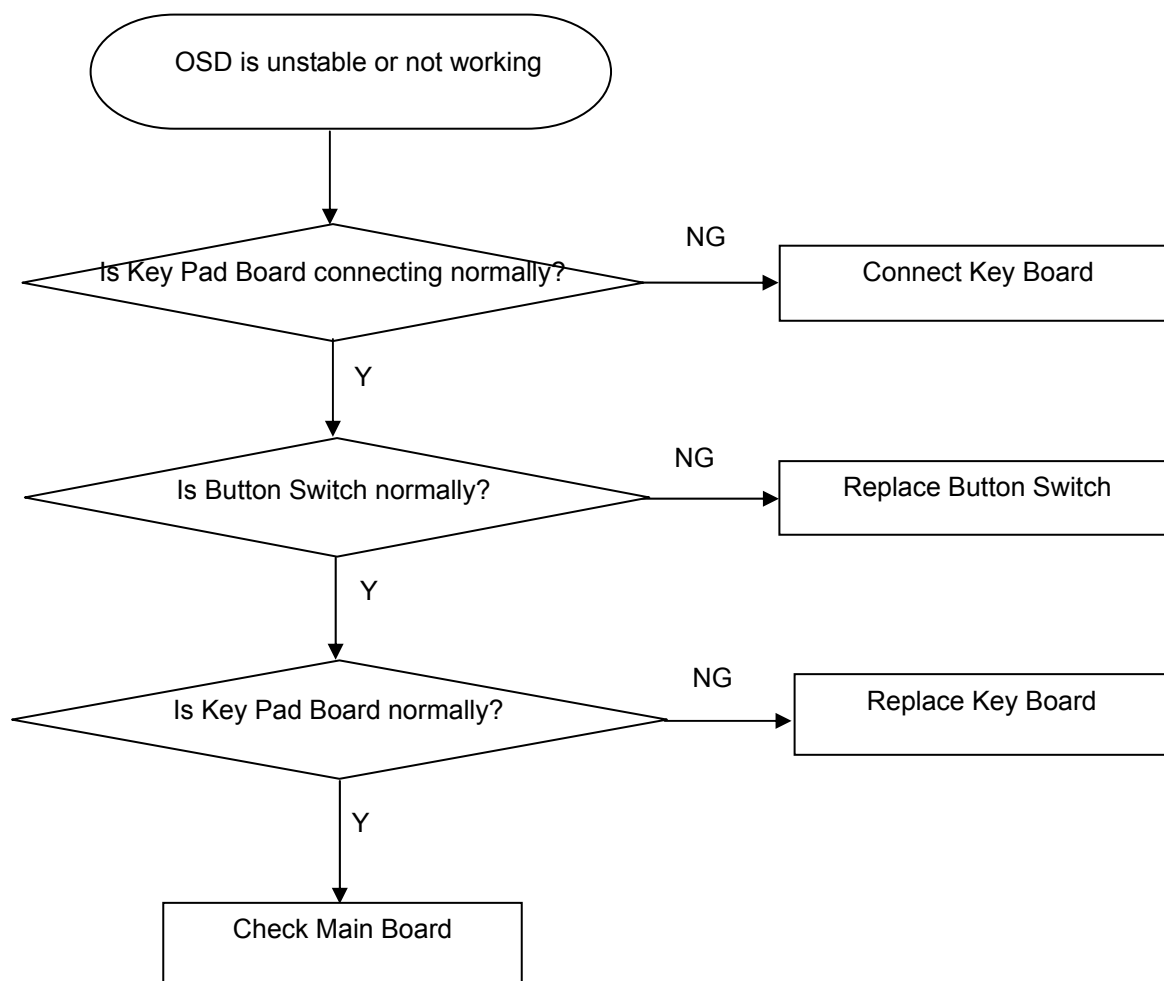 OSD is unstable or not working
NG
Is Key Pad Board connecting normally?
Connect Key Board
Y
NG
Is Button Switch normally?
Replace Button Switch
Y
NG
Is Key Pad Board normally?
Replace Key Board
Y
Check Main Board